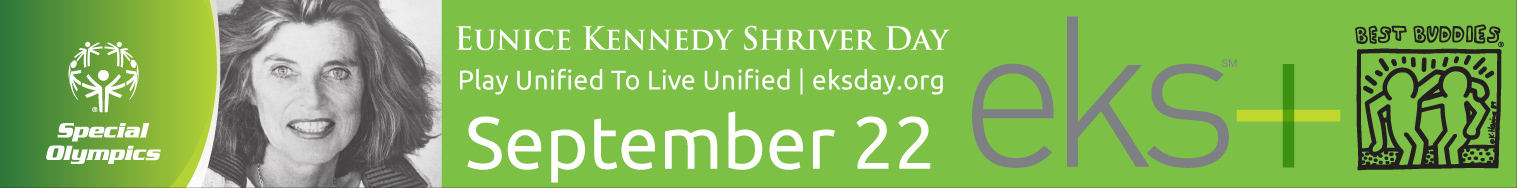 Special
Olympics
®
EUNICE KENNEDY SHRIVER DAY
Play Unified To Live Unified | eksday.org
September 22
eks+
SM
BEST BUDDIES®